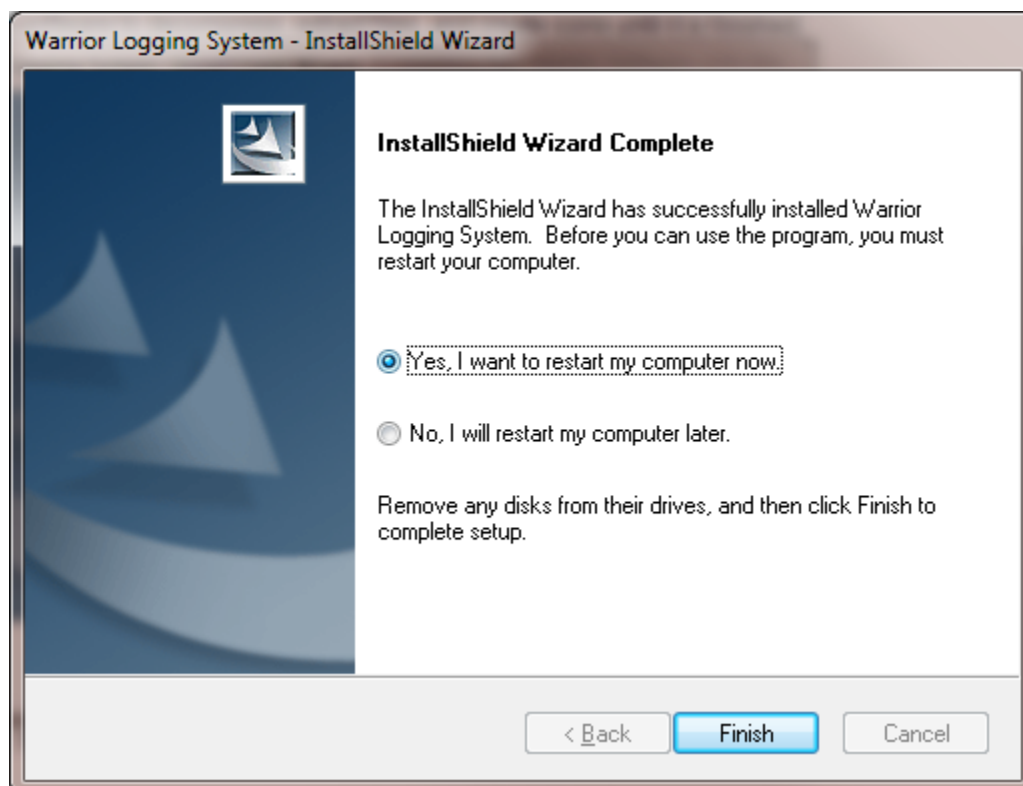 Warrior Logging System - InstallShield Wizard
InstallShield Wizard Complete
The InstallShield Wizard has successfully installed Warrior
Logging System.  Before you can use the program, you must
restart your computer.
Yes, I want to restart my computer now.
No, I will restart my computer later.
Remove any disks from their drives, and then click Finish to
complete setup.
< Back
Finish
Cancel